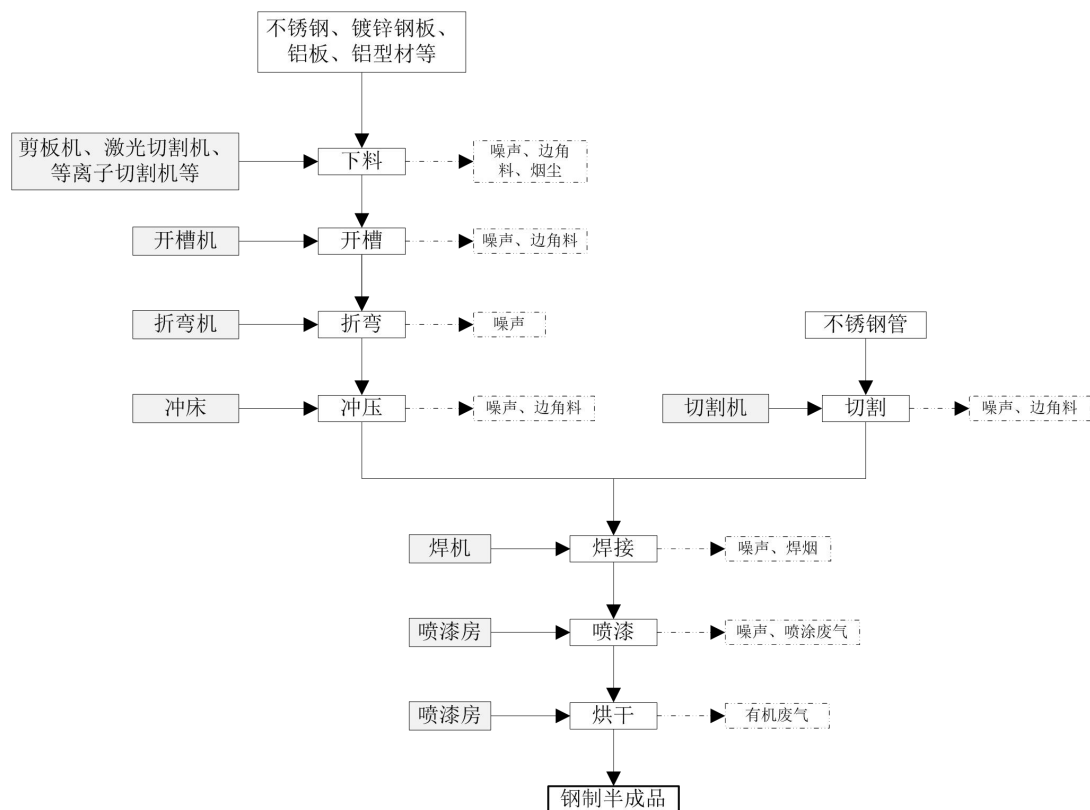 不锈钢、镀锌钢板、
铝板、铝型材等
剪板机、激光切割机、
等离子切割机等
下料
噪声、边角
料、烟尘
开槽机
开槽
噪声、边角料
折弯机
折弯
噪声
不锈钢管
冲床
冲压
噪声、边角料
切割机
切割
噪声、边角料
焊机
焊接
噪声、焊烟
喷漆房
喷漆
噪声、喷涂废气
喷漆房
烘干
有机废气
钢制半成品